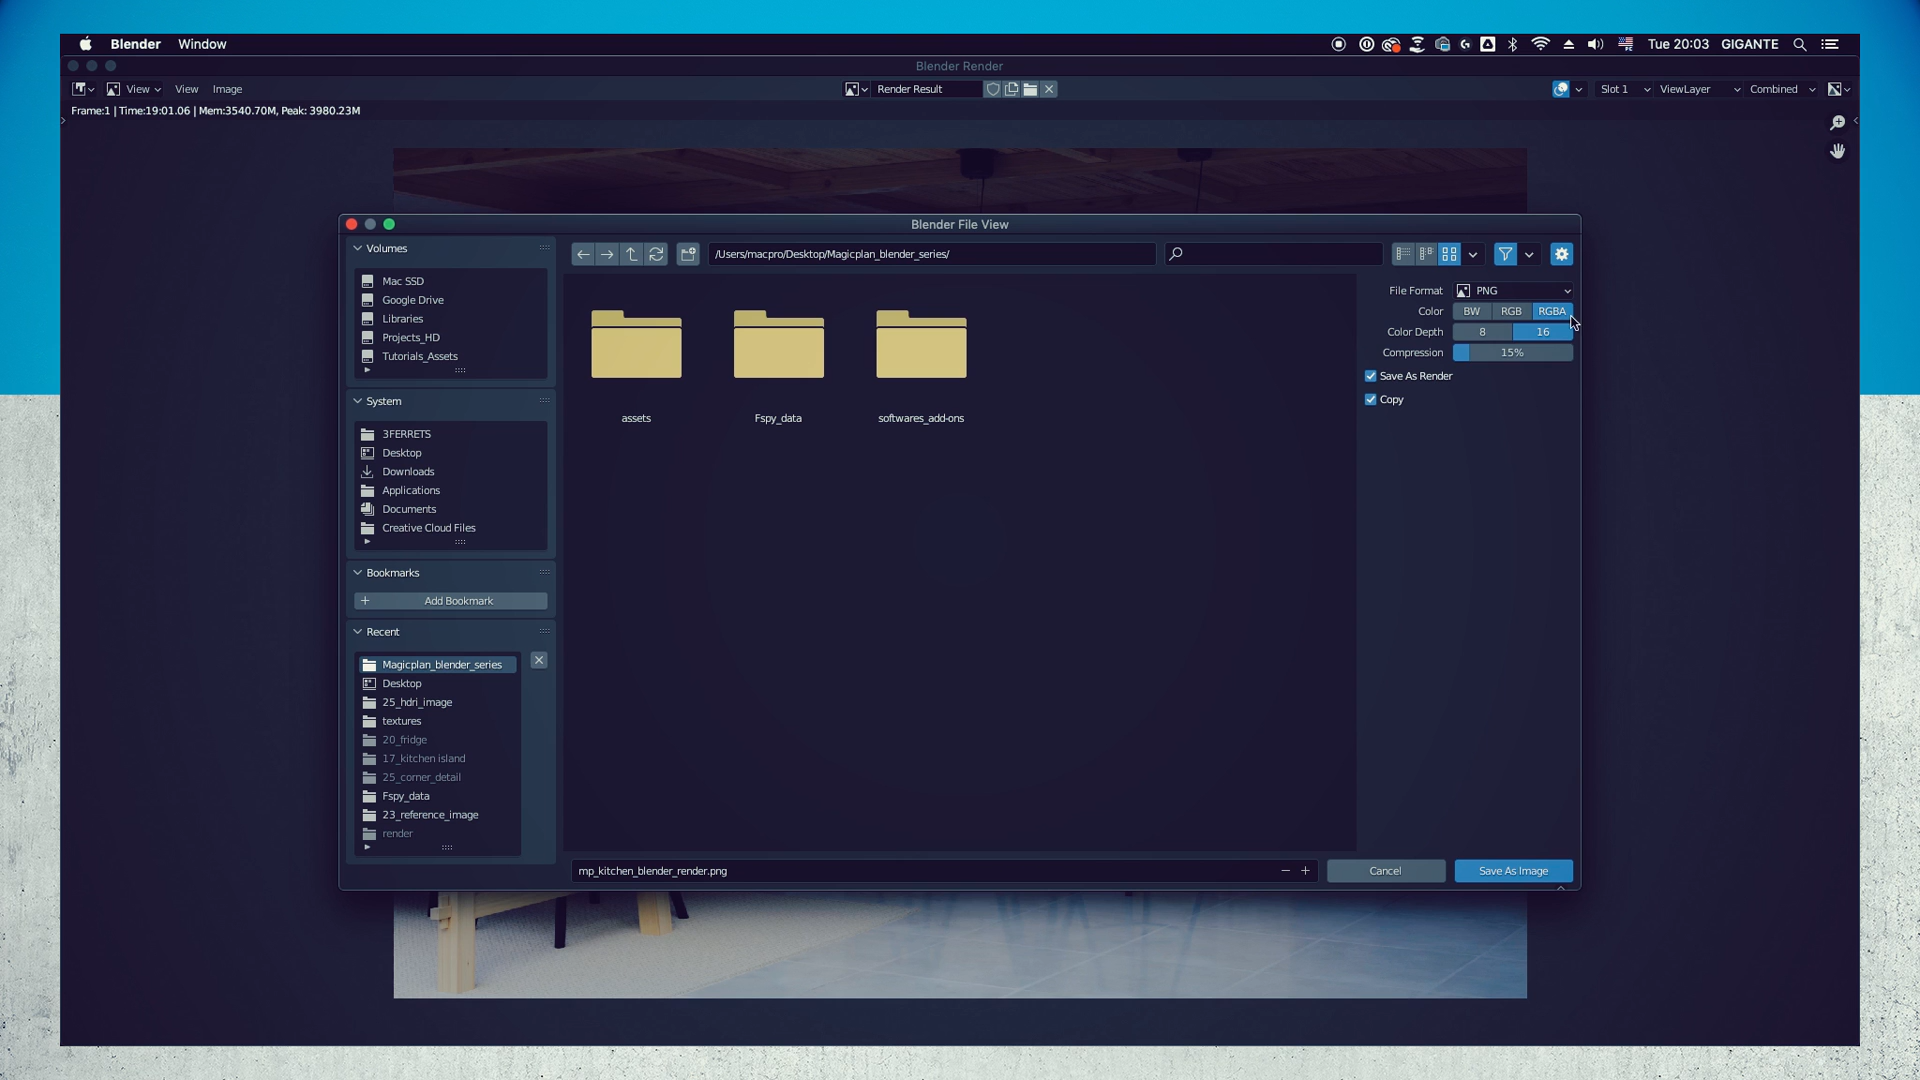 Blender Window
Tue 20:03 GIGANTE
Blender Render
View View Image
Render Result
Slot 1 ViewLayer Combined
Frame:1 | Time:19:01.06 | Mem:3540.70M, Peak: 3980.23M
Blender File View
Volumes
Mac SSD
Google Drive
Libraries
Projects_HD
Tutorials_Assets
System
3FERRETS
Desktop
Downloads
Applications
Documents
Creative Cloud Files
Bookmarks
Add Bookmark
Recent
Magicplan_blender_series
Desktop
25_hdri_image
textures
20_fridge
17_kitchen island
25_corner_detail
Fspy_data
23_reference_image
render
/Users/macpro/Desktop/Magicplan_blender_series/
assets
Fspy_data
softwares_add-ons
File Format PNG
Color BW RGB RGBA
Color Depth 8 16
Compression 15%
Save As Render
Copy
mp_kitchen_blender_render.png
Cancel
Save As Image